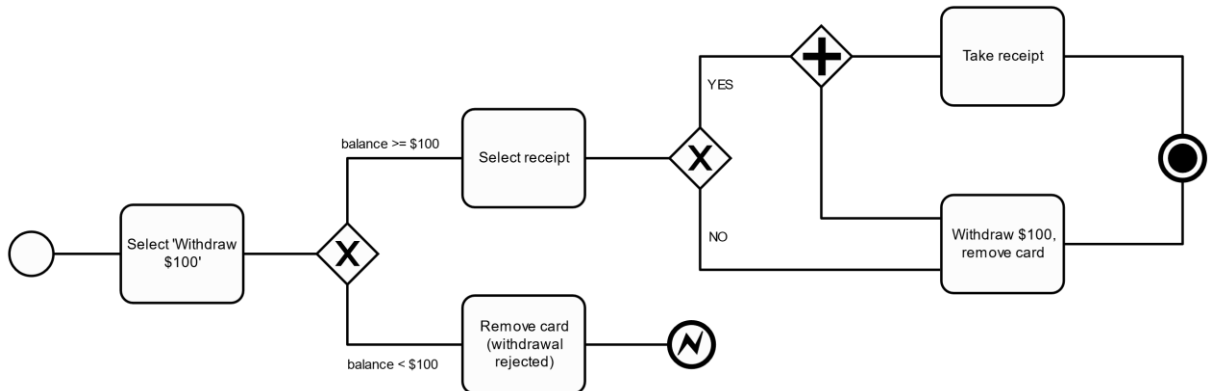 Take receipt
YES
balance >= $100
Select receipt
X
Select 'Withdraw
$100'
X
NO
Withdraw $100,
remove card
Remove card
(withdrawal
rejected)
balance < $100